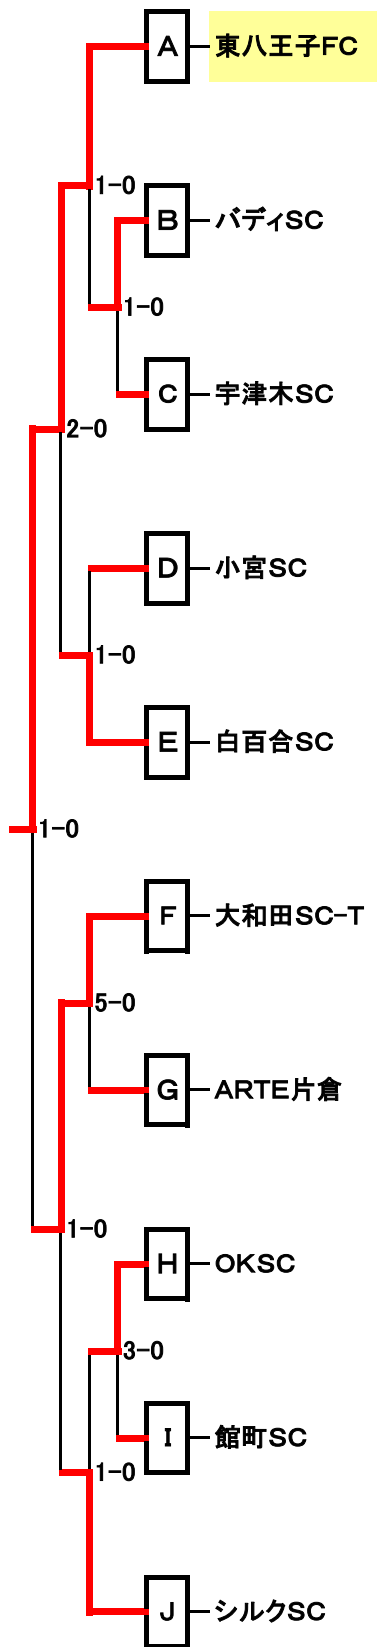 A 東八王子FC
1-0
B バディSC
1-0
C 宇津木SC
2-0
D 小宮SC
1-0
E 白百合SC
1-0
F 大和田SC-T
5-0
G ARTE片倉
1-0
H OKSC
3-0
I 館町SC
1-0
J シルクSC